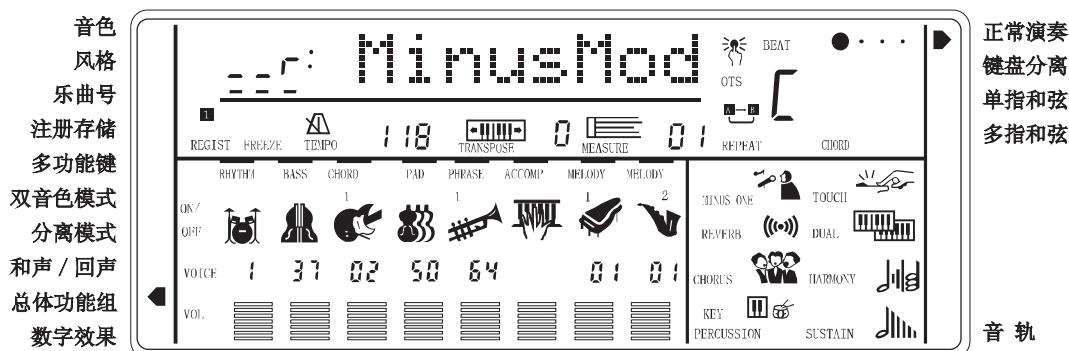 音色
风格
乐曲号
注册存储
多功能键
双音色模式
分离模式
和声 / 回声
总体功能组
数字效果
_ _ r: MinusMod
BEAT
OTS
A B
C
1
REGIST FREEZE TEMPO 118 TRANSPOSE 0 MEASURE 01 REPEAT CHORD
RHYTHM BASS CHORD PAD PHRASE ACCOMP MELODY MELODY
1 1 1 2
ON/
OFF
VOICE 1 37 02 50 64 01 01
VOL
MINUS ONE TOUCH
REVERB DUAL
CHORUS HARMONY
KEY
PERCUSSION SUSTAIN
正常演奏
键盘分离
单指和弦
多指和弦
音 轨